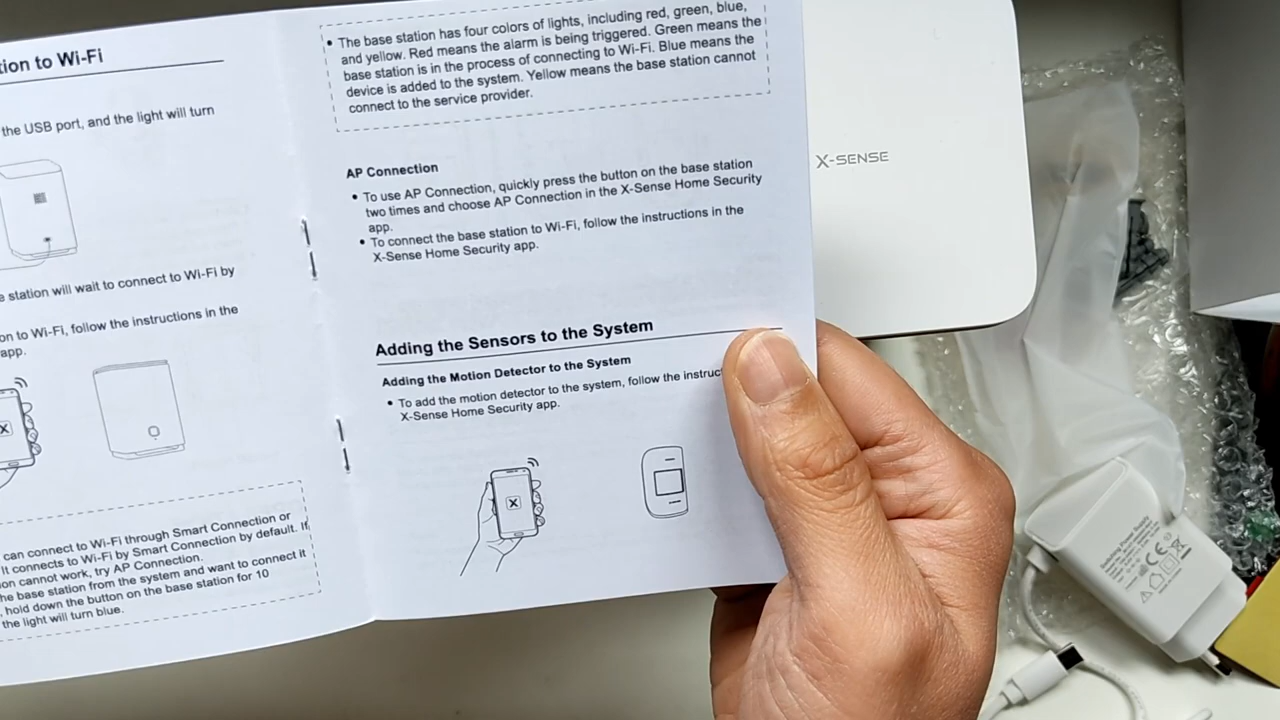 tion to Wi-Fi
the USB port, and the light will turn
e station will wait to connect to Wi-Fi by
on to Wi-Fi, follow the instructions in the
app.
X
can connect to Wi-Fi through Smart Connection or
It connects to Wi-Fi by Smart Connection by default. If
on cannot work, try AP Connection.
he base station from the system and want to connect it
, hold down the button on the base station for 10
the light will turn blue.
• The base station has four colors of lights, including red, green, blue,
and yellow. Red means the alarm is being triggered. Green means the
base station is in the process of connecting to Wi-Fi. Blue means the
device is added to the system. Yellow means the base station cannot
connect to the service provider.
AP Connection
• To use AP Connection, quickly press the button on the base station
two times and choose AP Connection in the X-Sense Home Security
app.
• To connect the base station to Wi-Fi, follow the instructions in the
X-Sense Home Security app.
Adding the Sensors to the System
Adding the Motion Detector to the System
• To add the motion detector to the system, follow the instruc
X-Sense Home Security app.
X
X-SENSE
Switching Power Supply
CE